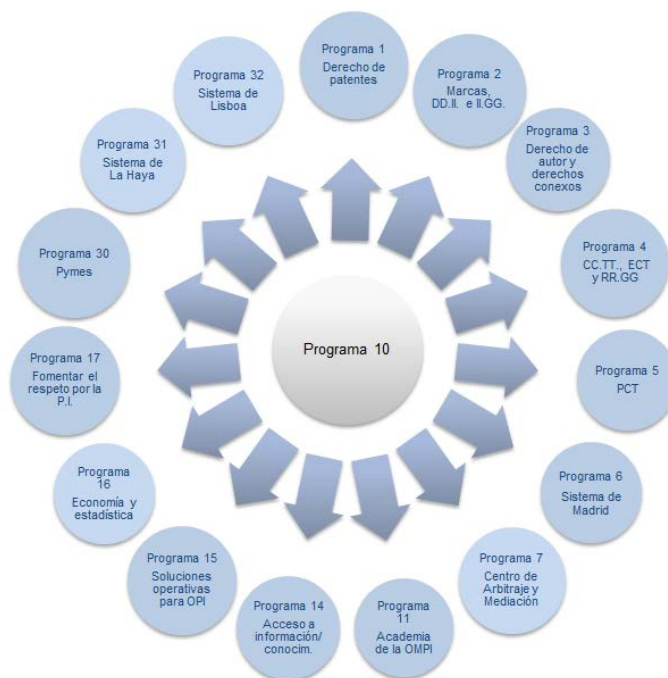 Programa 1
Derecho de
patentes
Programa 2
Marcas,
DD.II. e II.GG.
Programa 3
Derecho de
autor y
derechos
conexos
Programa 4
CC.TT., ECT
y RR.GG
Programa 5
PCT
Programa 6
Sistema de
Madrid
Programa 7
Centro de
Arbitraje y
Mediación
Programa
11
Academia
de la OMPI
Programa 14
Acceso a
información/
conocim.
Programa 15
Soluciones
operativas
para OPI
Programa
16
Economía y
estadística
Programa 17
Fomentar el
respeto por la
P.I.
Programa 30
Pymes
Programa 31
Sistema de
La Haya
Programa 32
Sistema de
Lisboa
Programa 10